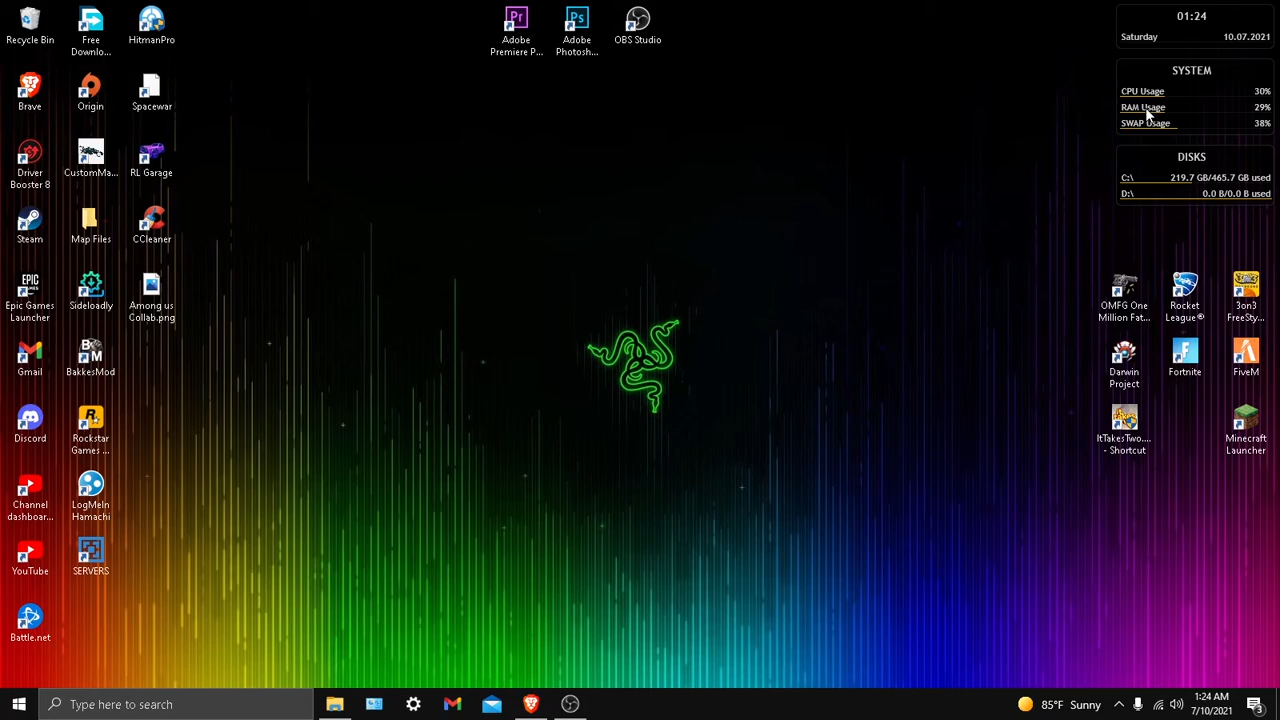 Recycle Bin
Free
Downlo...
HitmanPro
Adobe
Premiere P...
Adobe
Photosh...
OBS Studio
01:24
Saturday 10.07.2021
SYSTEM
CPU Usage 30%
RAM Usage 29%
SWAP Usage 38%
DISKS
C:\ 219.7 GB/465.7 GB used
D:\ 0.0 B/0.0 B used
Brave
Origin
Spacewar
Driver
Booster 8
CustomMa...
RL Garage
Steam
Map Files
CCleaner
Epic Games
Launcher
Sideloadly
Among us
Collab.png
Gmail
BakkesMod
Discord
Rockstar
Games ...
Channel
dashboar...
LogMeIn
Hamachi
YouTube
SERVERS
Battle.net
OMFG One
Million Fat...
Rocket
League®
3on3
FreeSty...
Darwin
Project
Fortnite
FiveM
ItTakesTwo....
- Shortcut
Minecraft
Launcher
Type here to search
85°F Sunny
1:24 AM
7/10/2021